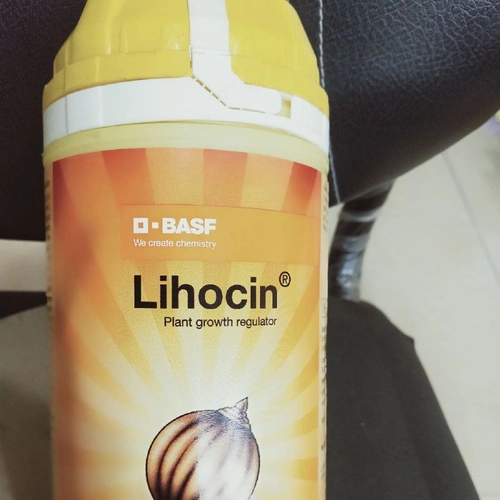 BASF
We create chemistry
Lihocin®
Plant growth regulator